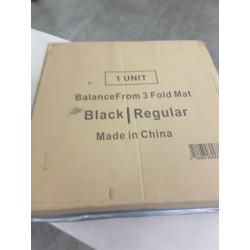 1 UNIT
BalanceFrom 3 Fold Mat
Black|Regular
Made in China